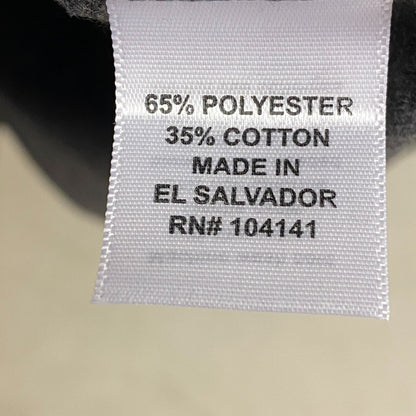 65% POLYESTER
35% COTTON
MADE IN
EL SALVADOR
RN# 104141